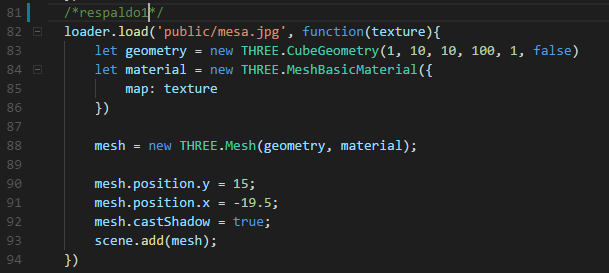 81 /*respaldo1*/
82 loader.load('public/mesa.jpg', function(texture){
83 let geometry = new THREE.CubeGeometry(1, 10, 10, 100, 1, false)
84 let material = new THREE.MeshBasicMaterial({
85 map: texture
86 })
87
88 mesh = new THREE.Mesh(geometry, material);
89
90 mesh.position.y = 15;
91 mesh.position.x = -19.5;
92 mesh.castShadow = true;
93 scene.add(mesh);
94 })